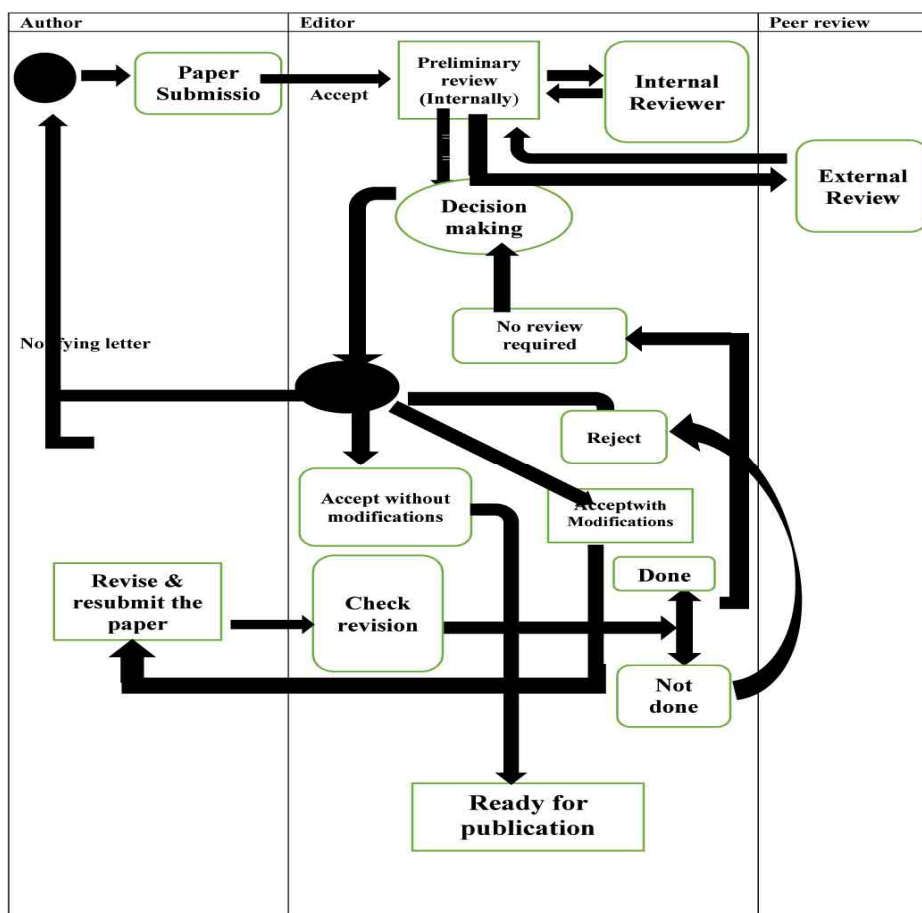 Author
Editor
Peer review
Paper
Submissio
Accept
Preliminary
review
(Internally)
Internal
Reviewer
External
Review
Decision
making
No review
required
Notifying letter
Reject
Accept without
modifications
Acceptwith
Modifications
Done
Revise &
resubmit the
paper
Check
revision
Not
done
Ready for
publication